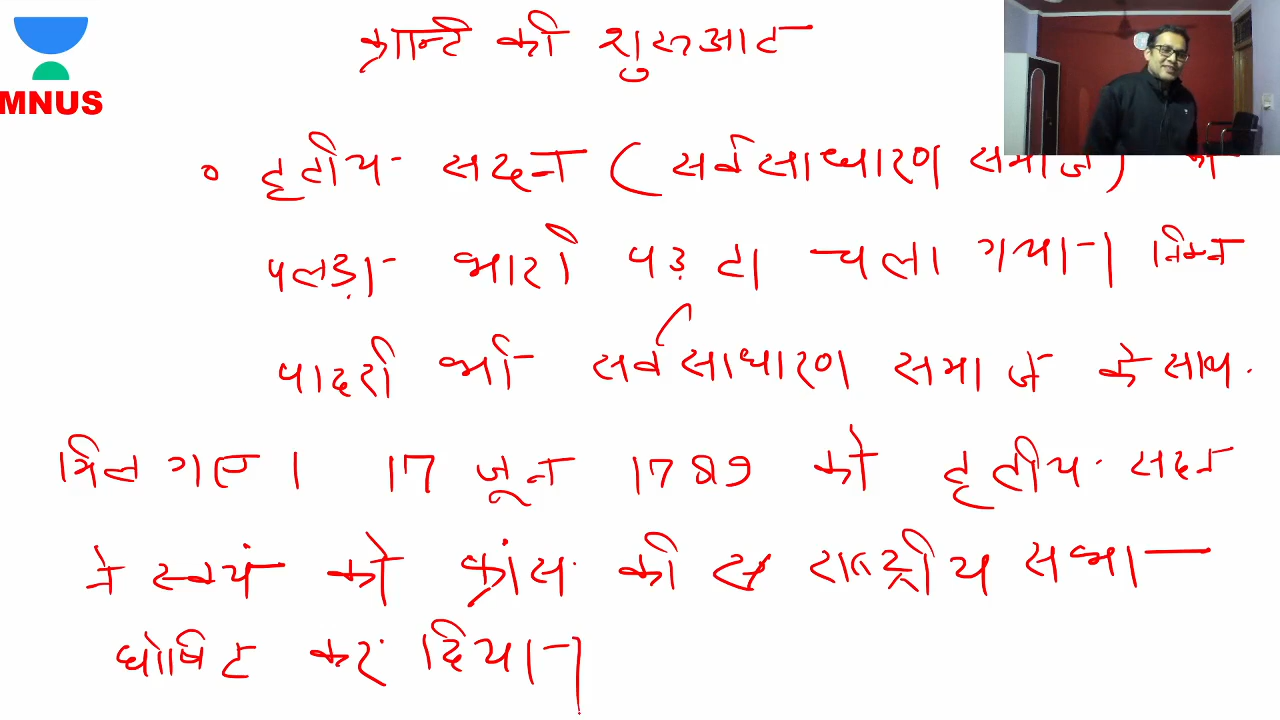 क्रान्ति की शुरुआत
MNUS
• तृतीय सदन (सर्वसाधारण समाज) का
पलड़ा भारी पड़ता चला गया। निम्न
पादरी भी सर्वसाधारण समाज के साथ
मिल गए। 17 जून 1789 को तृतीय सदन
ने स्वयं को फ्रांस की राष्ट्रीय सभा
घोषित कर दिया।